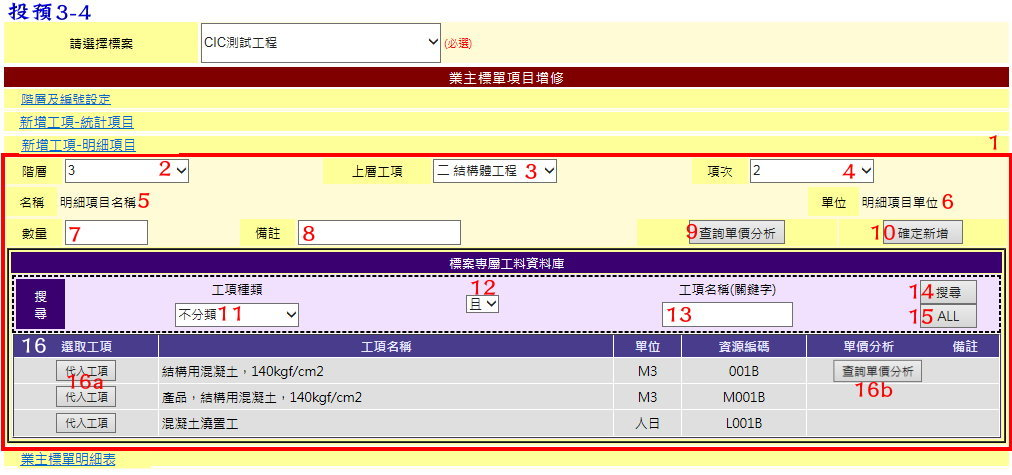 投預3-4
請選擇標案 CIC測試工程 (必選)
業主標單項目增修
階層及編號設定
新增工項-統計項目
新增工項-明細項目 1
階層 3 2 上層工項 二 結構體工程 3 項次 2 4
名稱 明細項目名稱 5 單位 明細項目單位 6
數量 7 備註 8 9 查詢單價分析 10 確定新增
標案專屬工料資料庫
搜尋 工項種類 12 工項名稱(關鍵字) 14 搜尋
不分類 11 且 13 15 ALL
16 選取工項 工項名稱 單位 資源編碼 單價分析 備註
代入工項 結構用混凝土，140kgf/cm2 M3 001B 查詢單價分析
16a 16b
代入工項 產品，結構用混凝土，140kgf/cm2 M3 M001B
代入工項 混凝土澆置工 人日 L001B
業主標單明細表